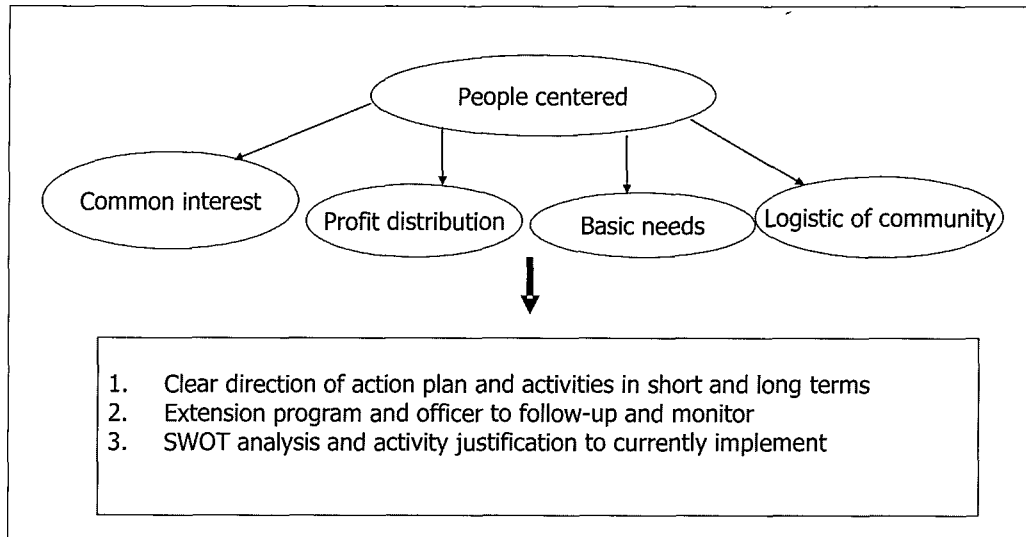 People centered
Common interest
Profit distribution
Basic needs
Logistic of community
1. Clear direction of action plan and activities in short and long terms
2. Extension program and officer to follow-up and monitor
3. SWOT analysis and activity justification to currently implement